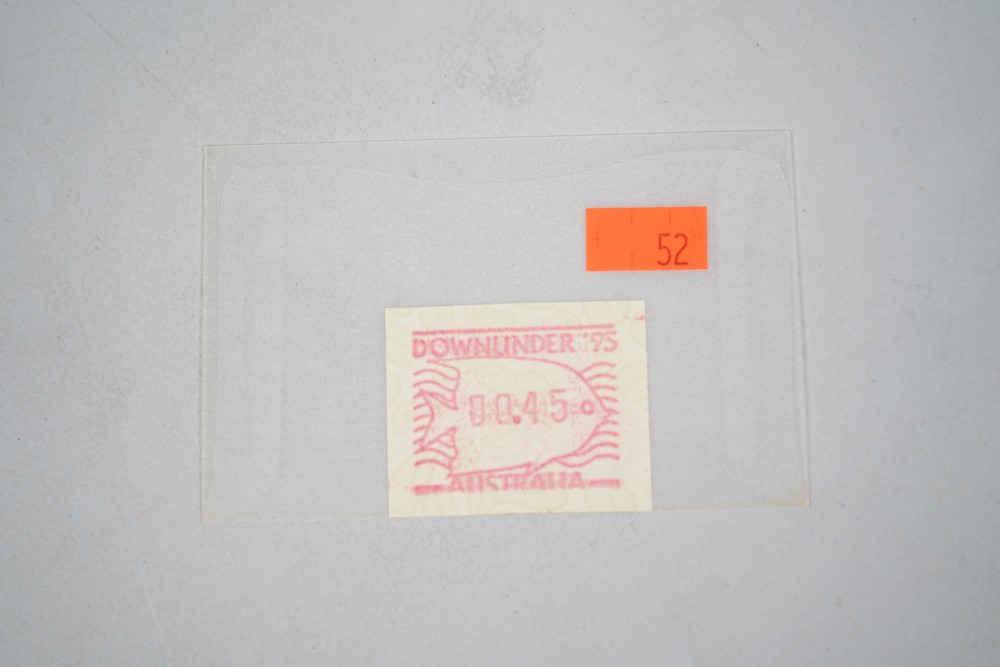 52
DOWNUNDER '95
00.45
AUSTRALIA